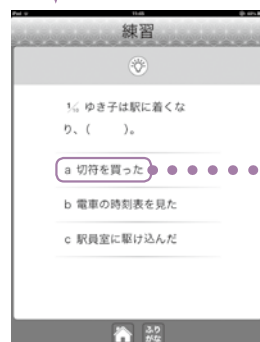 練習
1/6 ゆき子は駅に着くな
り、(　　)。
a 切符を買った
b 電車の時刻表を見た
c 駅員室に駆け込んだ
ふり
がな